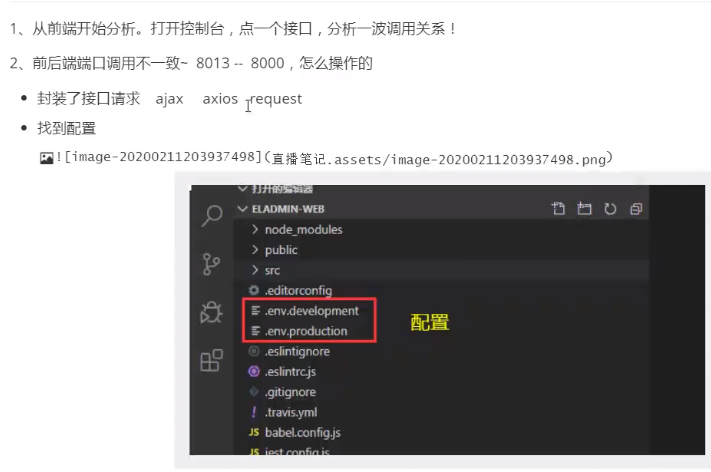 1、从前端开始分析。打开控制台，点一个接口，分析一波调用关系！
2、前后端端口调用不一致~ 8013 -- 8000，怎么操作的
• 封装了接口请求 ajax axios request
• 找到配置
![image-20200211203937498](直播笔记.assets/image-20200211203937498.png)
打开的编辑器
ELADMIN-WEB
node_modules
public
src
.editorconfig
.env.development
.env.production
配置
.eslintignore
.eslintrc.js
.gitignore
.travis.yml
JS babel.config.js
JS jest.config.js